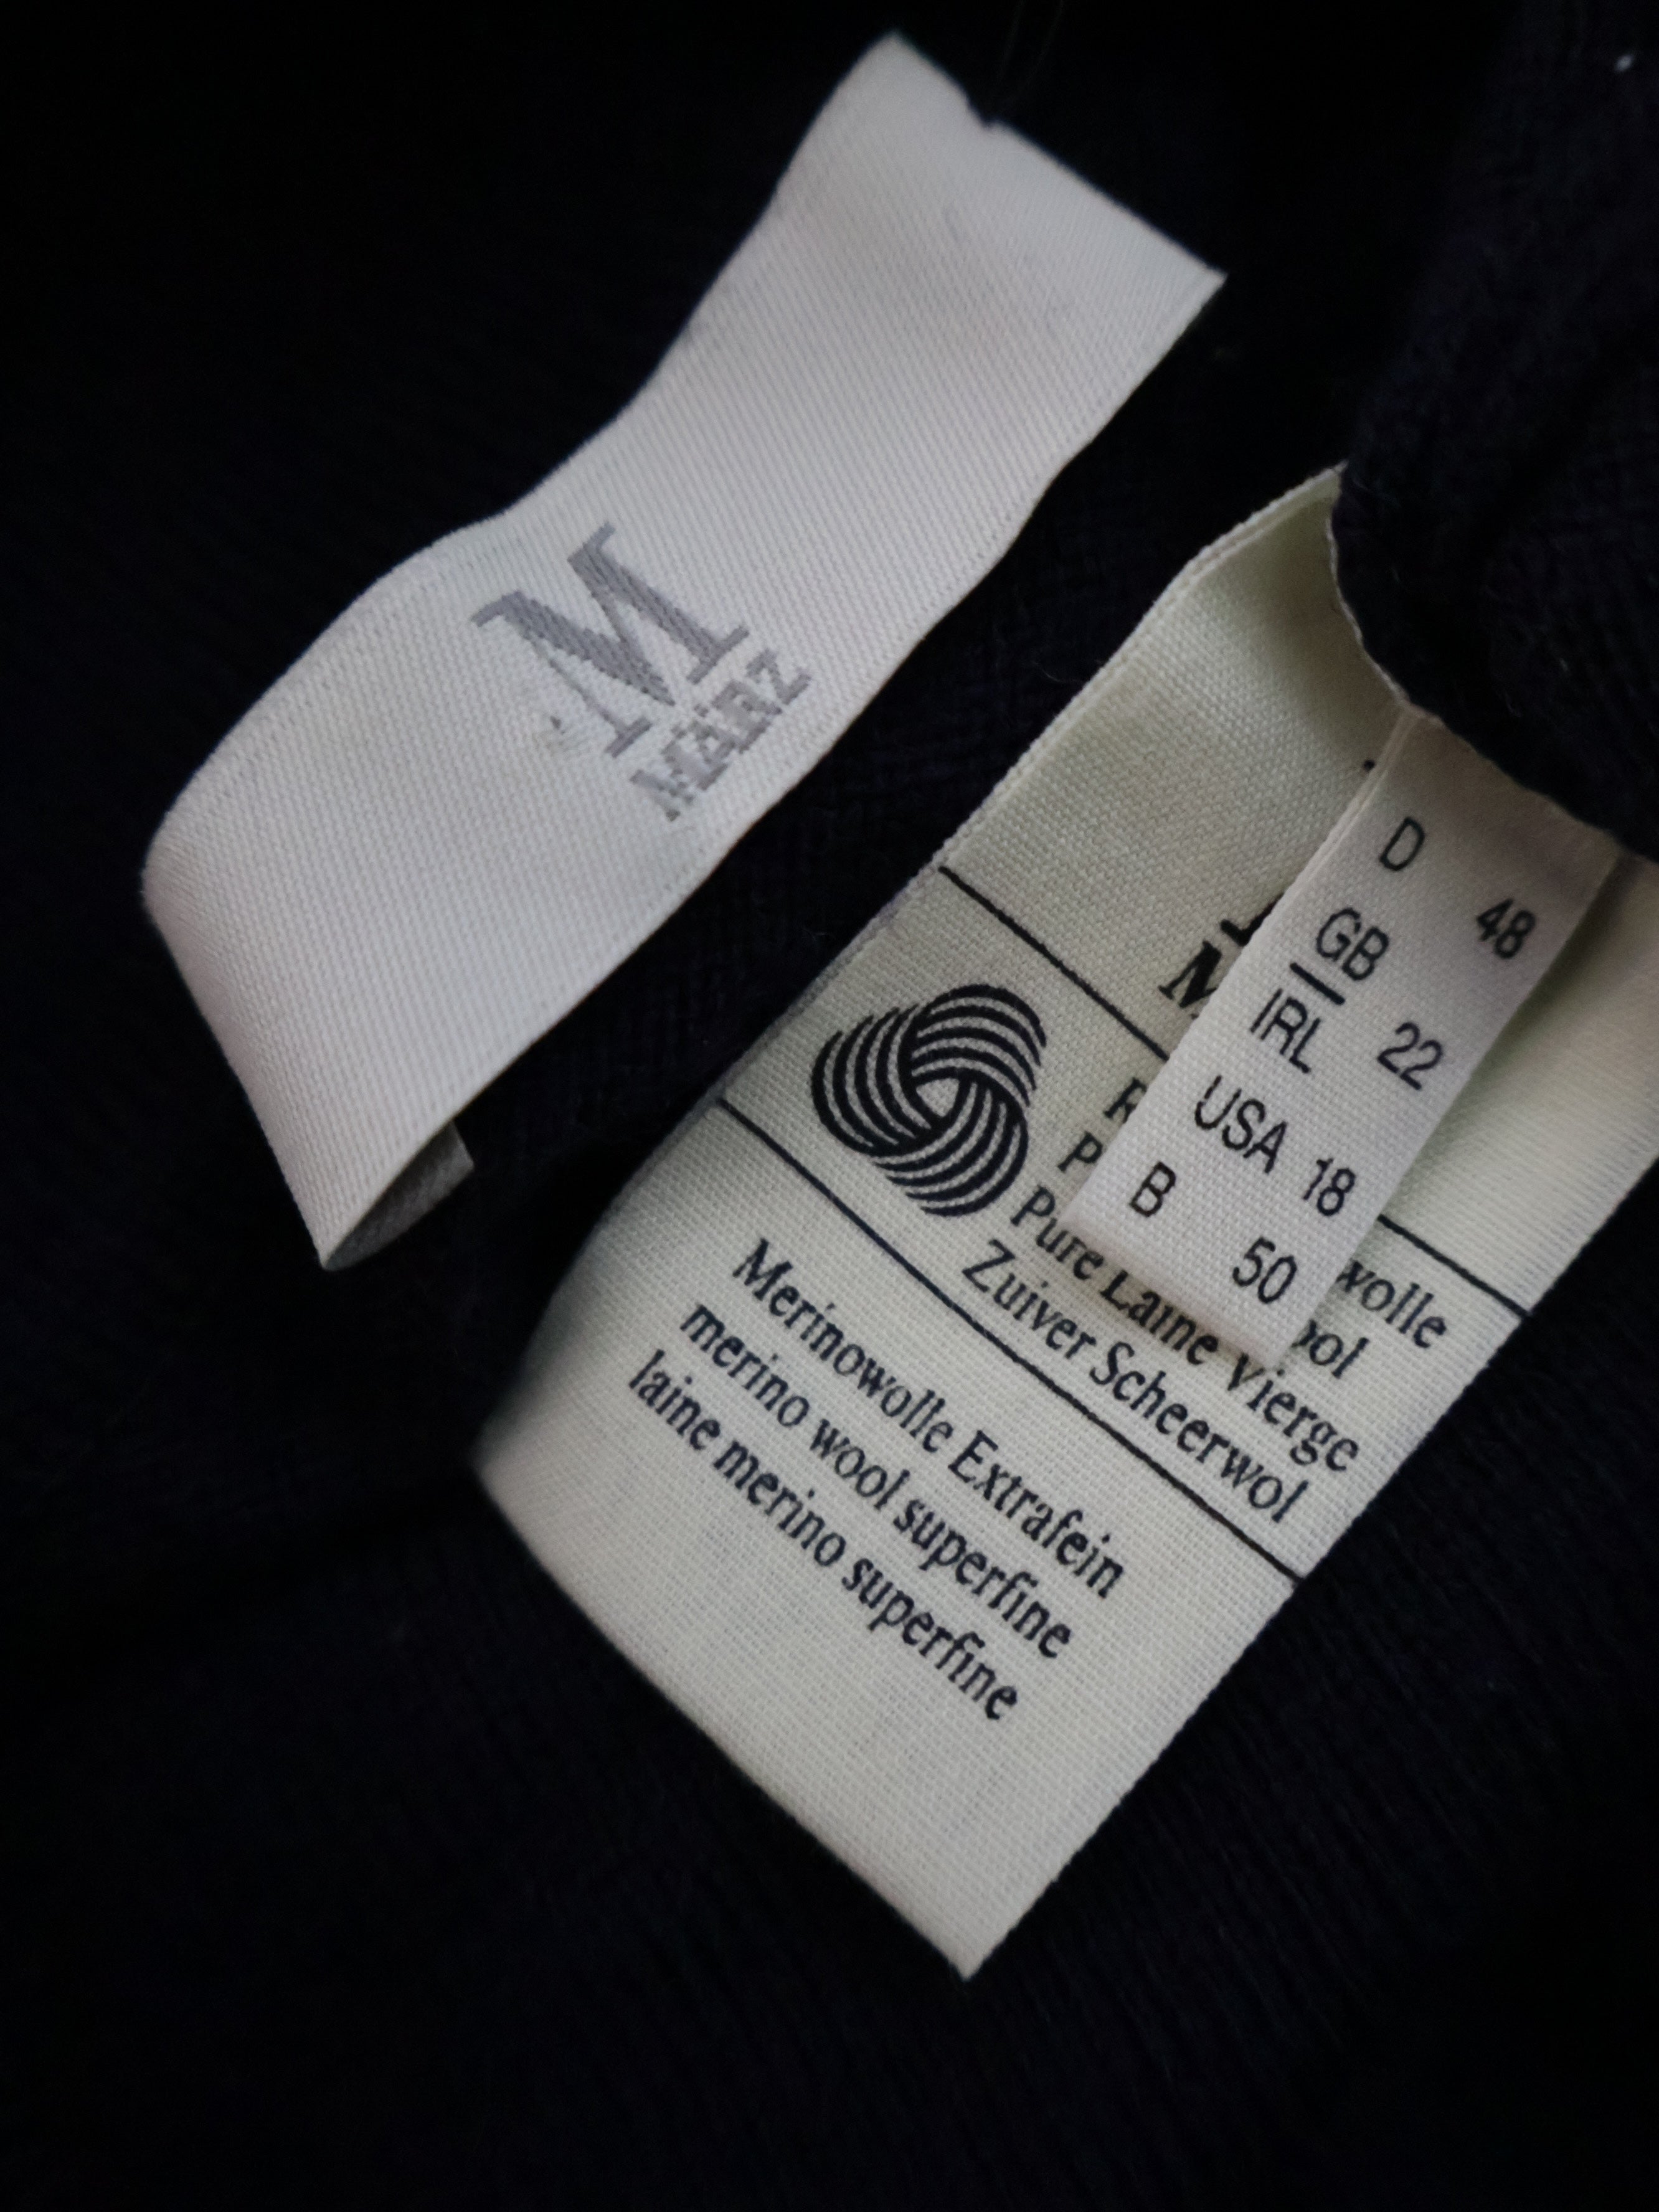 M
MÄRZ
D 48
GB
IRL 22
USA 18
B 50
Pure Laine Vierge
Zuiver Scheerwol
Merinowolle Extrafein
merino wool superfine
laine merino superfine